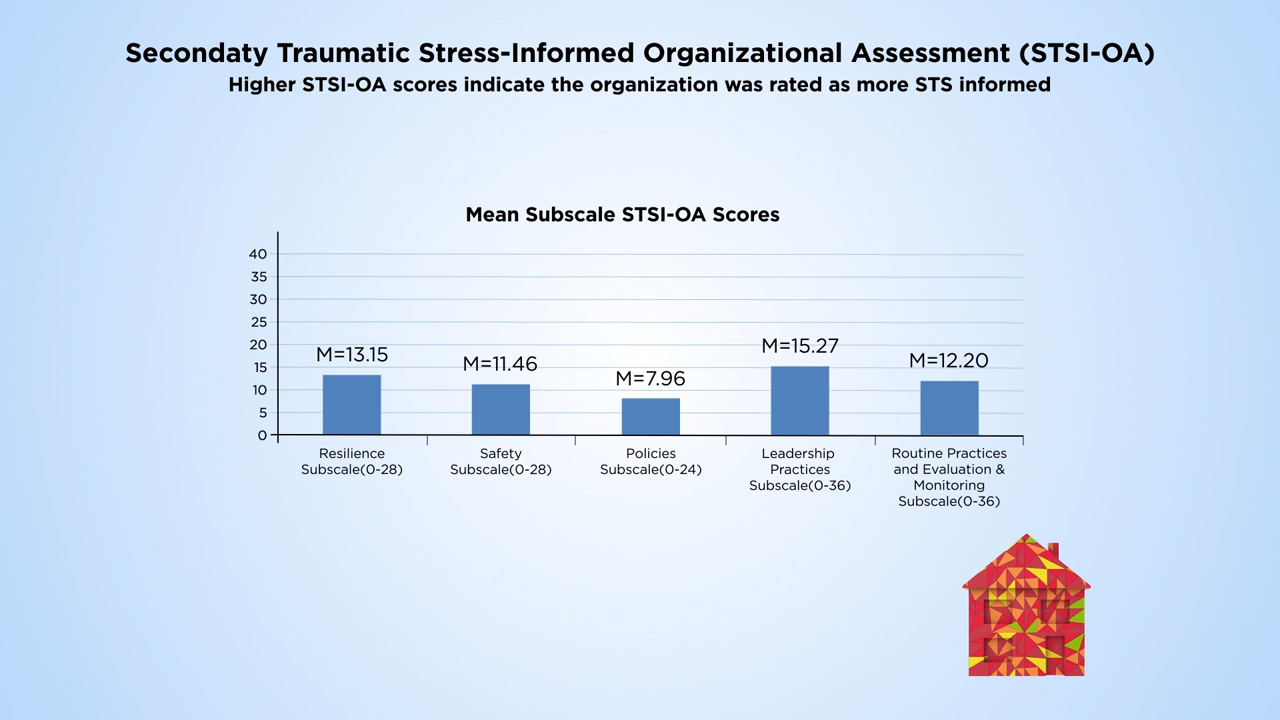 Secondaty Traumatic Stress-Informed Organizational Assessment (STSI-OA)
Higher STSI-OA scores indicate the organization was rated as more STS informed
Mean Subscale STSI-OA Scores
40
35
30
25
20
15
10
5
0
M=13.15
M=11.46
M=7.96
M=15.27
M=12.20
Resilience
Subscale(0-28)
Safety
Subscale(0-28)
Policies
Subscale(0-24)
Leadership
Practices
Subscale(0-36)
Routine Practices
and Evaluation &
Monitoring
Subscale(0-36)